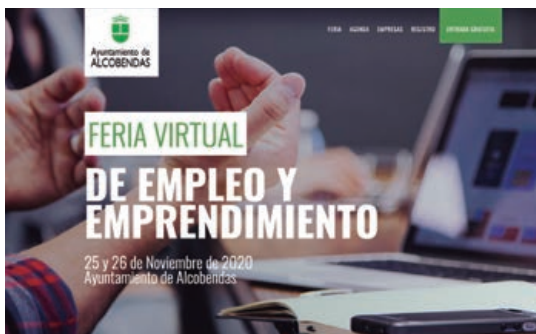 Ayuntamiento de
ALCOBENDAS
FERIA AGENDA EMPRESAS REGISTRO ENTRADA GRATUITA
FERIA VIRTUAL
DE EMPLEO Y
EMPRENDIMIENTO
25 y 26 de Noviembre de 2020
Ayuntamiento de Alcobendas